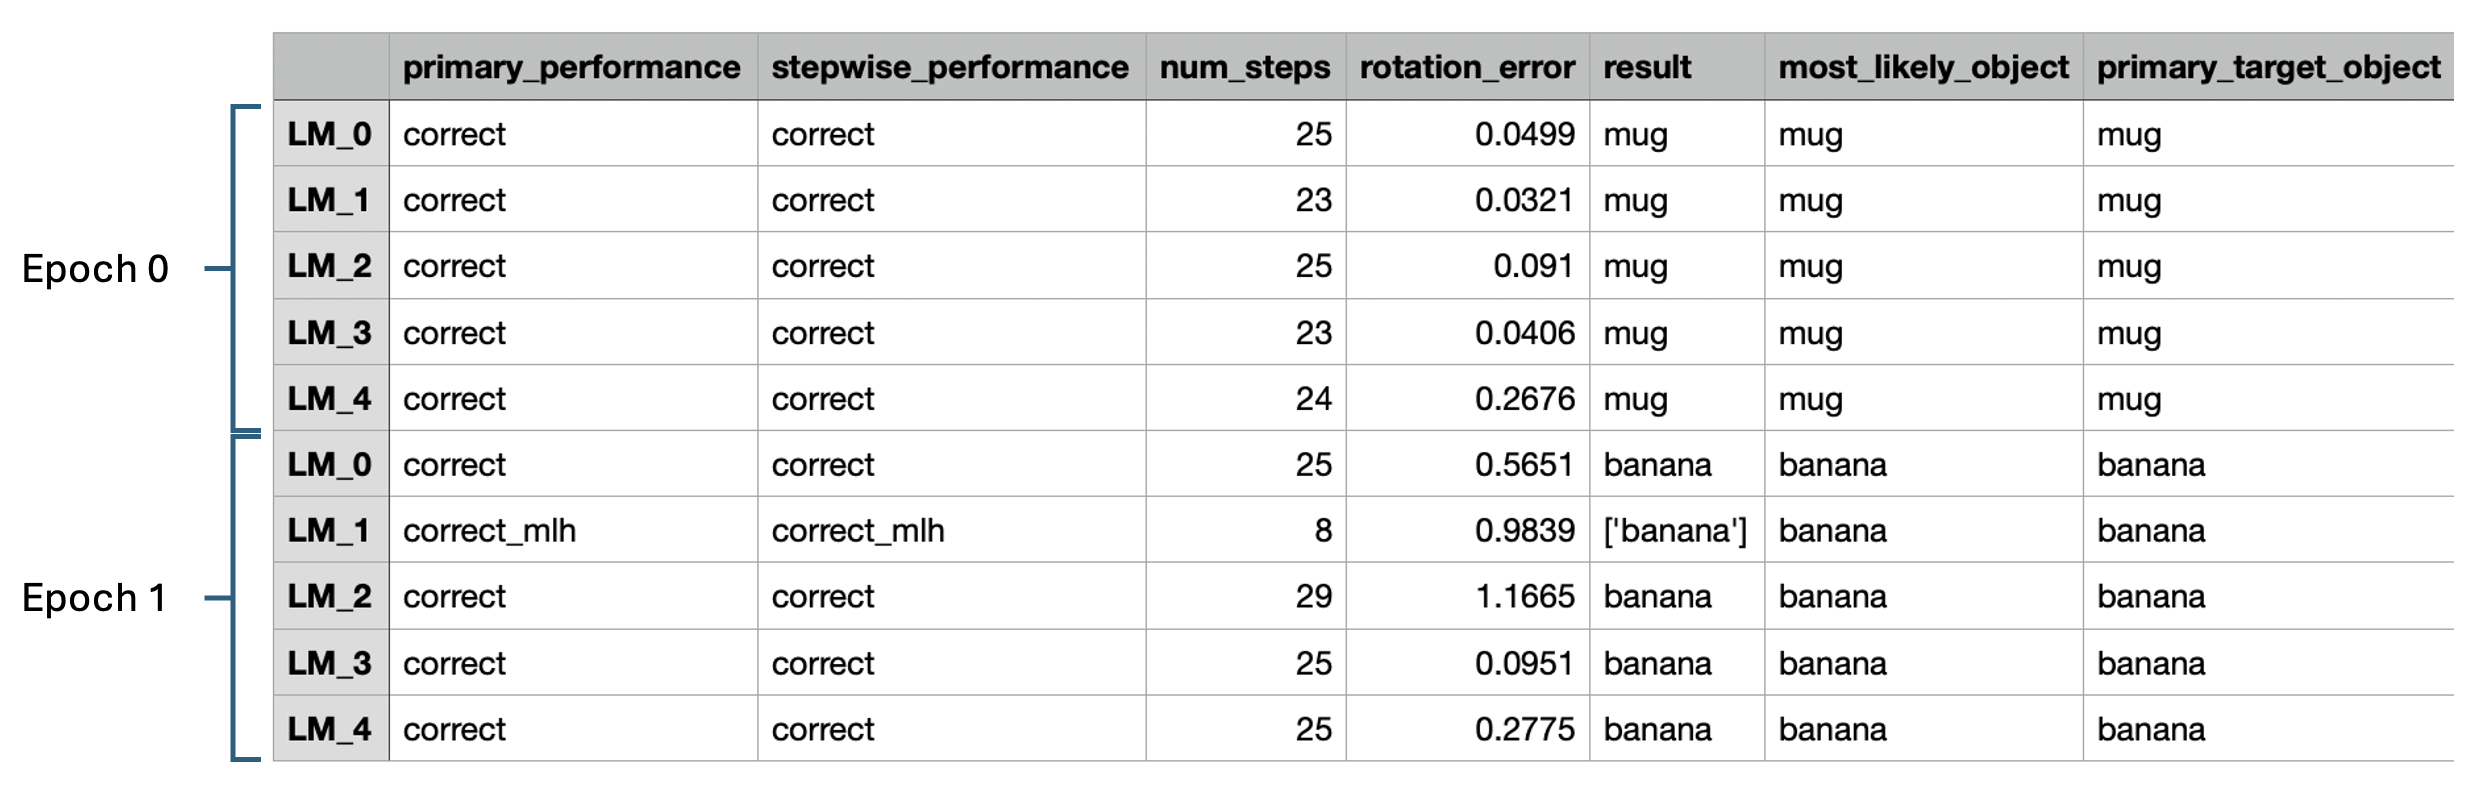 primary_performance stepwise_performance num_steps rotation_error result most_likely_object primary_target_object
Epoch 0
LM_0 correct correct 25 0.0499 mug mug mug
LM_1 correct correct 23 0.0321 mug mug mug
LM_2 correct correct 25 0.091 mug mug mug
LM_3 correct correct 23 0.0406 mug mug mug
LM_4 correct correct 24 0.2676 mug mug mug
Epoch 1
LM_0 correct correct 25 0.5651 banana banana banana
LM_1 correct_mlh correct_mlh 8 0.9839 ['banana'] banana banana
LM_2 correct correct 29 1.1665 banana banana banana
LM_3 correct correct 25 0.0951 banana banana banana
LM_4 correct correct 25 0.2775 banana banana banana